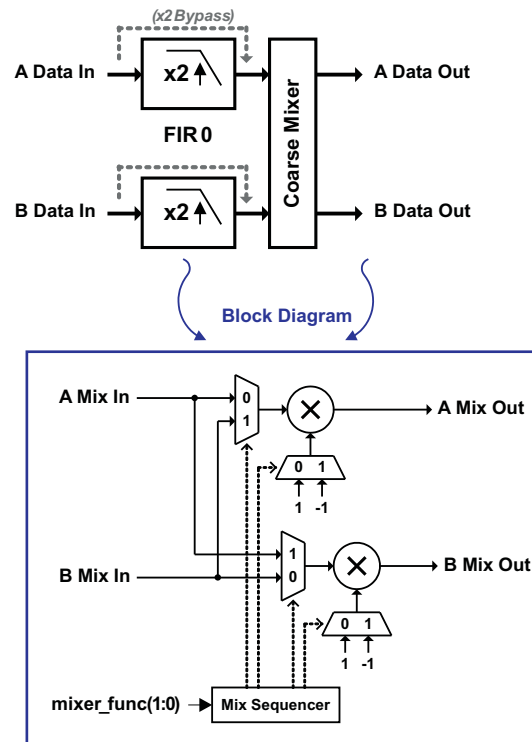 (x2 Bypass)
A Data In
x2
A Data Out
FIR 0
Coarse Mixer
B Data In
x2
B Data Out
Block Diagram
A Mix In
0
1
A Mix Out
0 1
1 -1
B Mix In
1
0
B Mix Out
0 1
1 -1
mixer_func(1:0)
Mix Sequencer